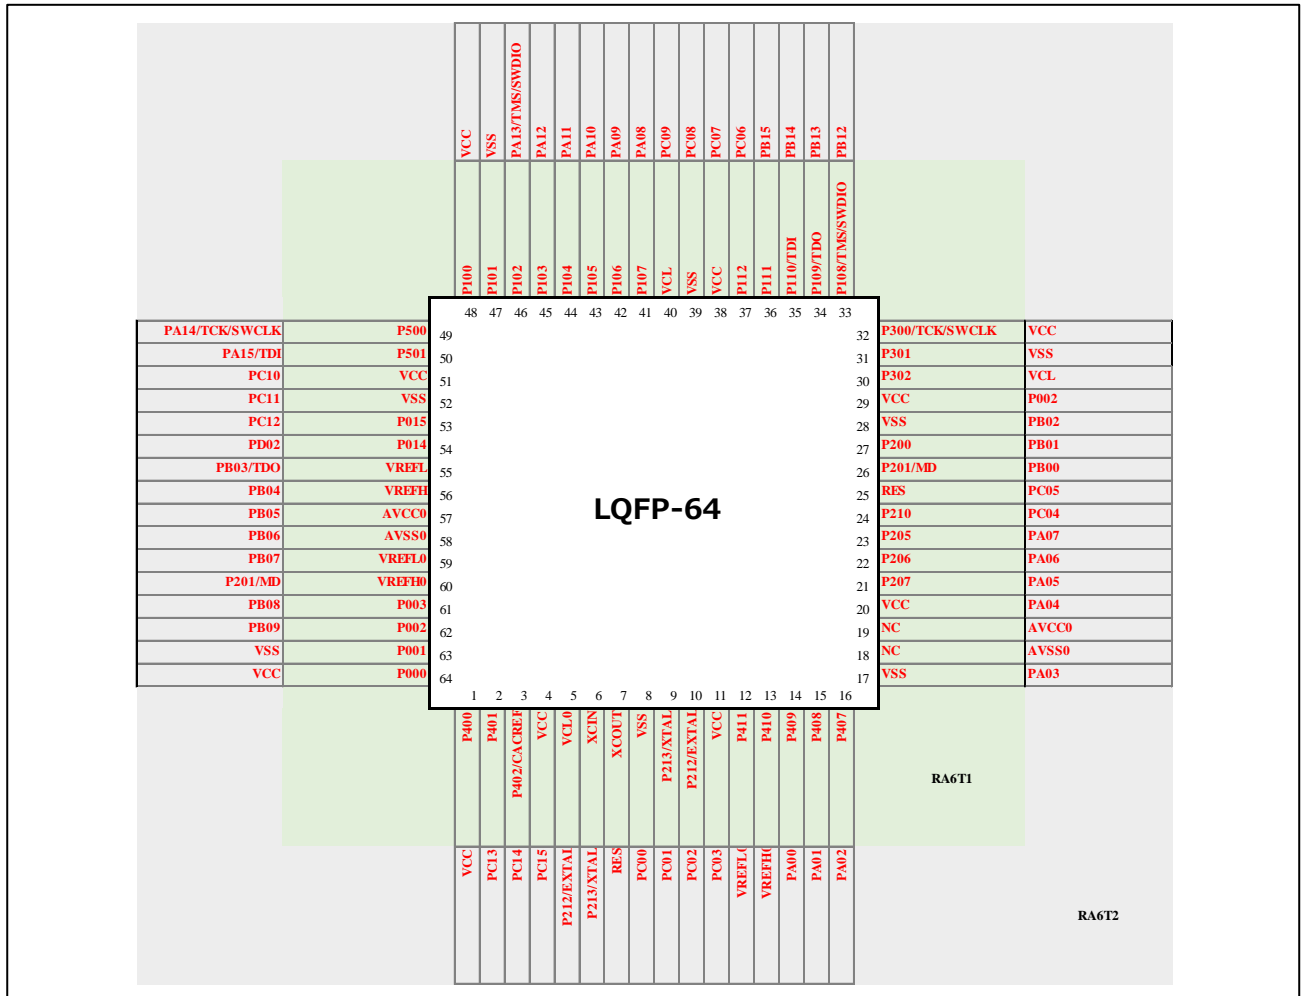 VCC VSS PA13/TMS/SWDIO PA12 PA11 PA10 PA09 PA08 PC09 PC08 PC07 PC06 PB15 PB14 PB13 PB12
P100 P101 P102 P103 P104 P105 P106 P107 VCL VSS VCC P112 P111 P110/TDI P109/TDO P108/TMS/SWDIO
48 47 46 45 44 43 42 41 40 39 38 37 36 35 34 33
PA14/TCK/SWCLK P500 49 32 P300/TCK/SWCLK VCC
PA15/TDI P501 50 31 P301 VSS
PC10 VCC 51 30 P302 VCL
PC11 VSS 52 29 VCC P002
PC12 P015 53 28 VSS PB02
PD02 P014 54 27 P200 PB01
PB03/TDO VREFL 55 26 P201/MD PB00
PB04 VREFH 56 25 RES PC05
LQFP-64
PB05 AVCC0 57 24 P210 PC04
PB06 AVSS0 58 23 P205 PA07
PB07 VREFL0 59 22 P206 PA06
P201/MD VREFH0 60 21 P207 PA05
PB08 P003 61 20 VCC PA04
PB09 P002 62 19 NC AVCC0
VSS P001 63 18 NC AVSS0
VCC P000 64 17 VSS PA03
1 2 3 4 5 6 7 8 9 10 11 12 13 14 15 16
P400 P401 P402/CACREF VCC VCL0 XCIN XCOUT VSS P213/XTAL P212/EXTAL VCC P411 P410 P409 P408 P407
RA6T1
VCC PC13 PC14 PC15 P212/EXTAL P213/XTAL RES PC00 PC01 PC02 PC03 VREFL0 VREFH0 PA00 PA01 PA02
RA6T2